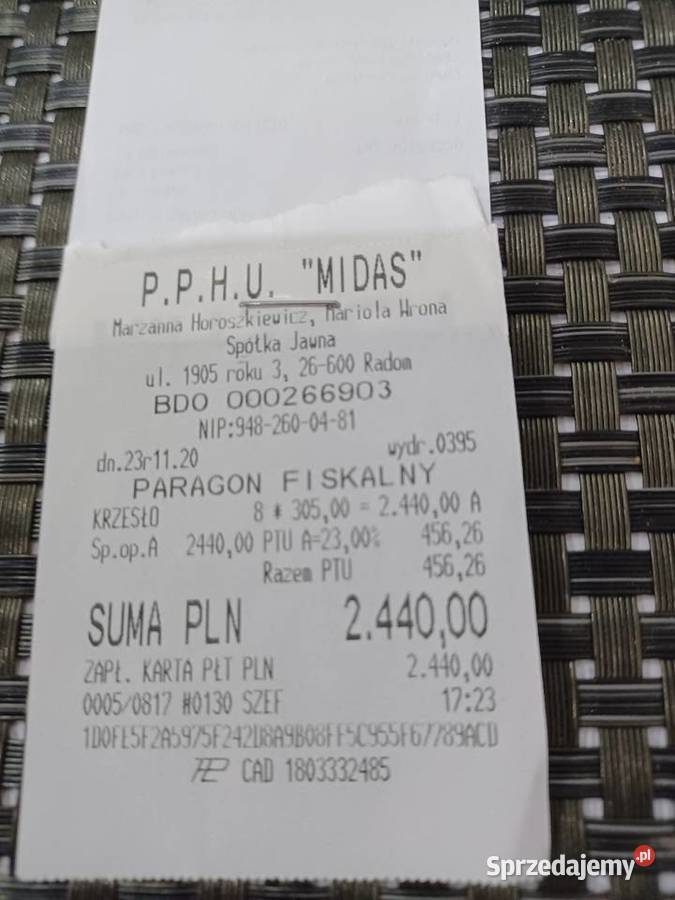 P.P.H.U. "MIDAS"
Marzanna Horoszkiewicz, Mariola Wrona
Spółka Jawna
ul. 1905 roku 3, 26-600 Radom
BDO 000266903
NIP:948-260-04-81
dn.23r11.20 wydr.0395
PARAGON FISKALNY
KRZESŁO 8 * 305,00 = 2.440,00 A
Sp.op.A 2440,00 PTU A=23,00% 456,26
Razem PTU 456,26
SUMA PLN 2.440,00
ZAPŁ. KARTA PŁT PLN 2.440,00
0005/0817 #0130 SZEF 17:23
1D0FE5F2A5975F242D8A9B08FF5C955F67789ACD
CAD 1803332485
Sprzedajemy.pl